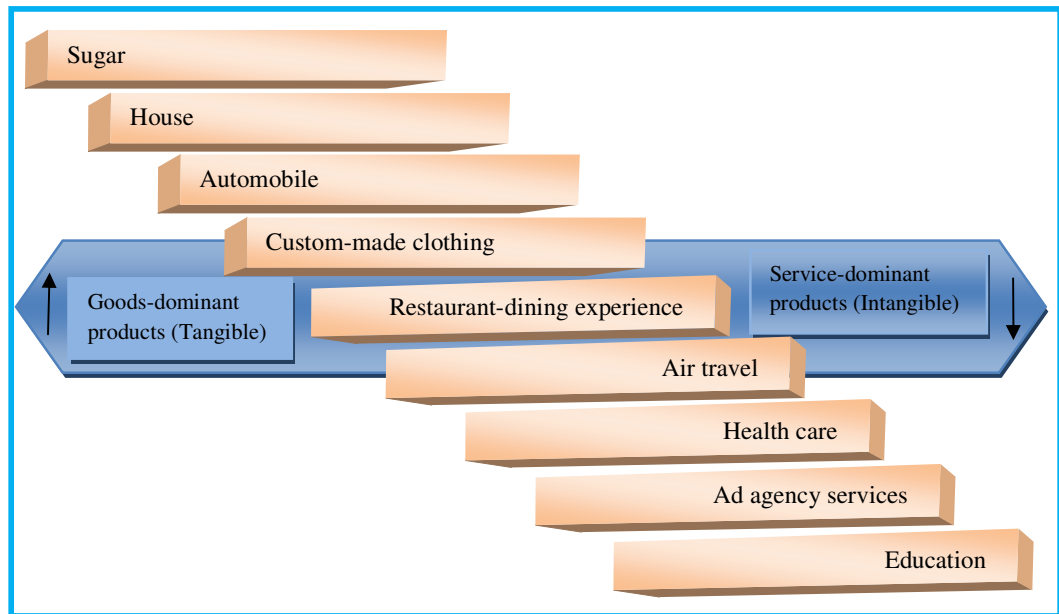 Sugar
House
Automobile
Custom-made clothing
Goods-dominant
products (Tangible)
Service-dominant
products (Intangible)
Restaurant-dining experience
Air travel
Health care
Ad agency services
Education